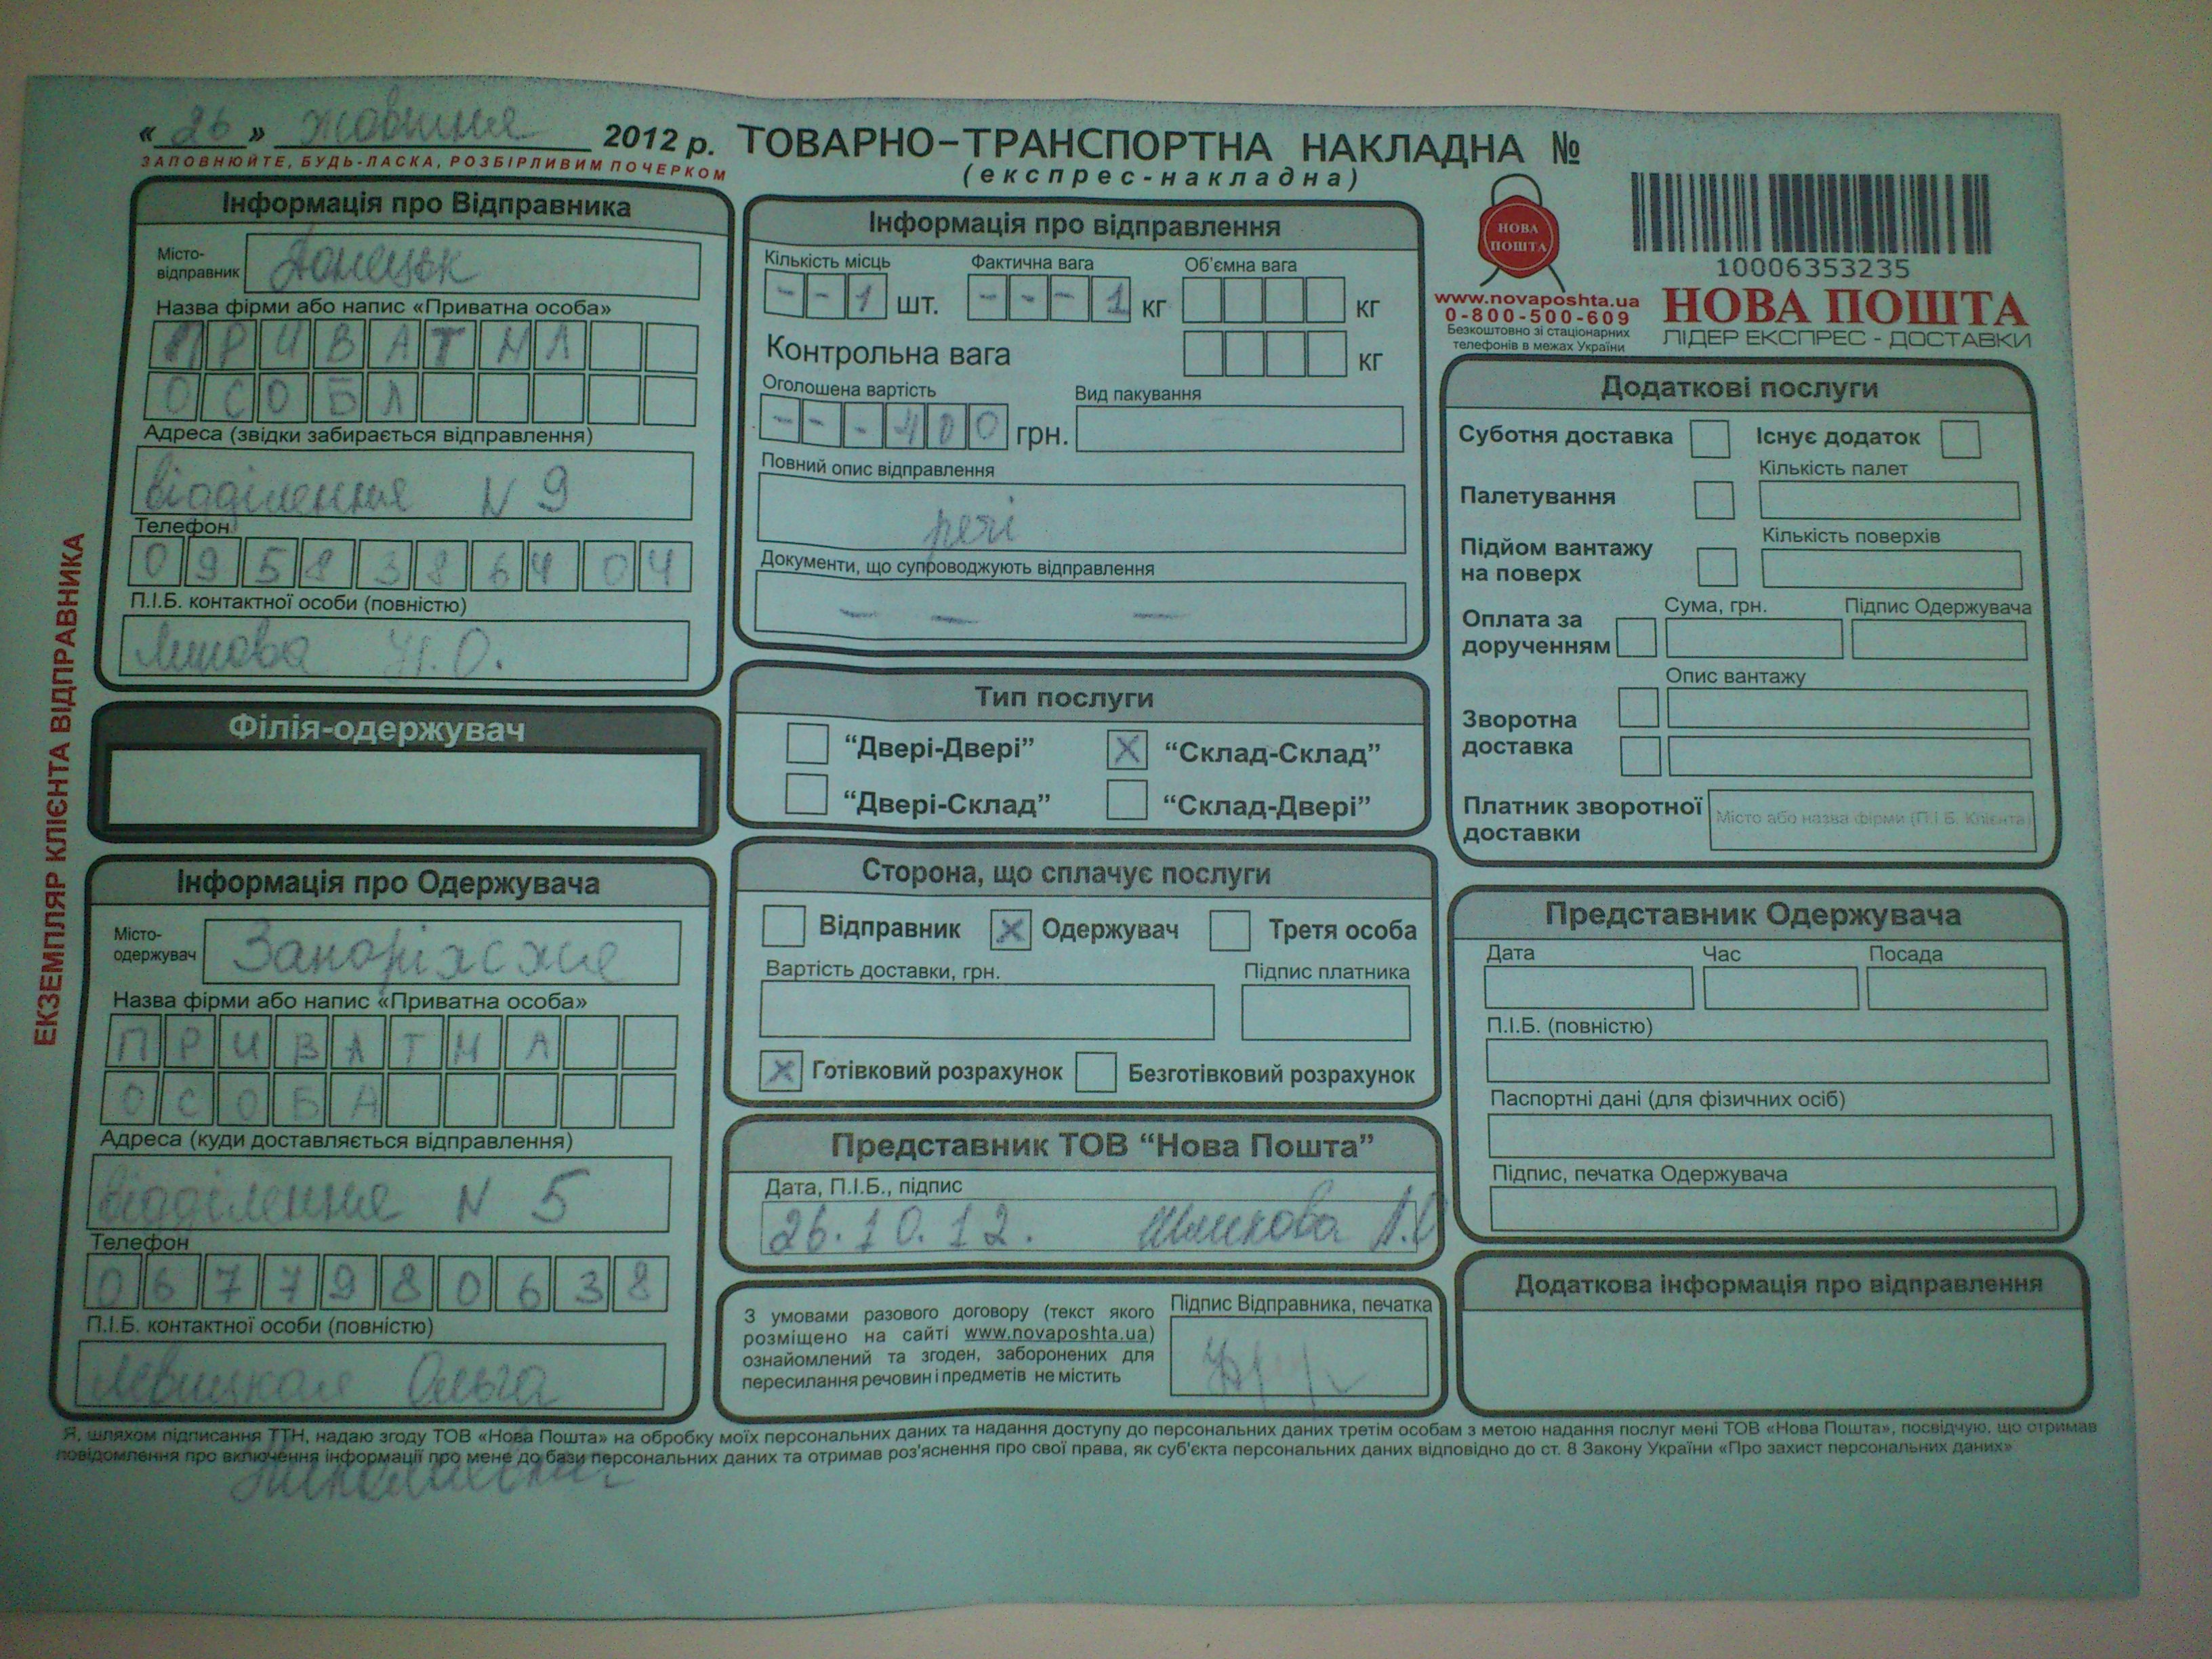 « 26 » жовтня 2012 р. ТОВАРНО-ТРАНСПОРТНА НАКЛАДНА №
ЗАПОВНЮЙТЕ, БУДЬ-ЛАСКА, РОЗБІРЛИВИМ ПОЧЕРКОМ
(експрес-накладна)
ЕКЗЕМПЛЯР КЛІЄНТА ВІДПРАВНИКА
Інформація про Відправника
Місто-відправник Донецьк
Назва фірми або напис «Приватна особа»
ПРИВАТНА
ОСОБА
Адреса (звідки забирається відправлення)
відділення N 9
Телефон
0958386404
П.І.Б. контактної особи (повністю)
Філія-одержувач
Інформація про Одержувача
Місто-одержувач Запоріжжя
Назва фірми або напис «Приватна особа»
ПРИВАТНА
ОСОБА
Адреса (куди доставляється відправлення)
відділення N 5
Телефон
0677980638
П.І.Б. контактної особи (повністю)
Левицкая Ольга
Николаевна
Інформація про відправлення
Кількість місць Фактична вага Об'ємна вага
- - 1 шт. - - - 1 кг кг
Контрольна вага кг
Оголошена вартість Вид пакування
- - - 400 грн.
Повний опис відправлення
речі
Документи, що супроводжують відправлення
— — —
Тип послуги
“Двері-Двері” X “Склад-Склад”
“Двері-Склад” “Склад-Двері”
Сторона, що сплачує послуги
Відправник X Одержувач Третя особа
Вартість доставки, грн. Підпис платника
X Готівковий розрахунок Безготівковий розрахунок
Представник ТОВ “Нова Пошта”
Дата, П.І.Б., підпис
26.10.12.
З умовами разового договору (текст якого
розміщено на сайті www.novaposhta.ua)
ознайомлений та згоден, заборонених для
пересилання речовин і предметів не містить
Підпис Відправника, печатка
НОВА
ПОШТА
www.novaposhta.ua
0-800-500-609
Безкоштовно зі стаціонарних
телефонів в межах України
10006353235
НОВА ПОШТА
ЛІДЕР ЕКСПРЕС - ДОСТАВКИ
Додаткові послуги
Суботня доставка Існує додаток
Кількість палет
Палетування
Кількість поверхів
Підйом вантажу
на поверх
Сума, грн. Підпис Одержувача
Оплата за
дорученням
Опис вантажу
Зворотна
доставка
Платник зворотної
доставки
Місто або назва фірми (П.І.Б. Клієнта)
Представник Одержувача
Дата Час Посада
П.І.Б. (повністю)
Паспортні дані (для фізичних осіб)
Підпис, печатка Одержувача
Додаткова інформація про відправлення
Я, шляхом підписання ТТН, надаю згоду ТОВ «Нова Пошта» на обробку моїх персональних даних та надання доступу до персональних даних третім особам з метою надання послуг мені ТОВ «Нова Пошта», посвідчую, що отримав
повідомлення про включення інформації про мене до бази персональних даних та отримав роз'яснення про свої права, як суб'єкта персональних даних відповідно до ст. 8 Закону України «Про захист персональних даних»